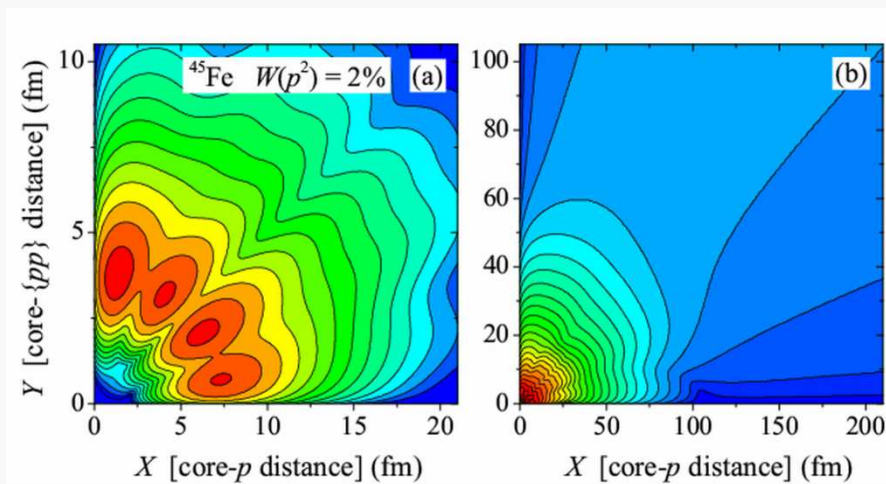 ⁴⁵Fe W(p²) = 2% (a)
(b)
Y [core-{pp} distance] (fm)
10
5
0
100
80
60
40
20
0
0 5 10 15 20
0 50 100 150 200
X [core-p distance] (fm)
X [core-p distance] (fm)